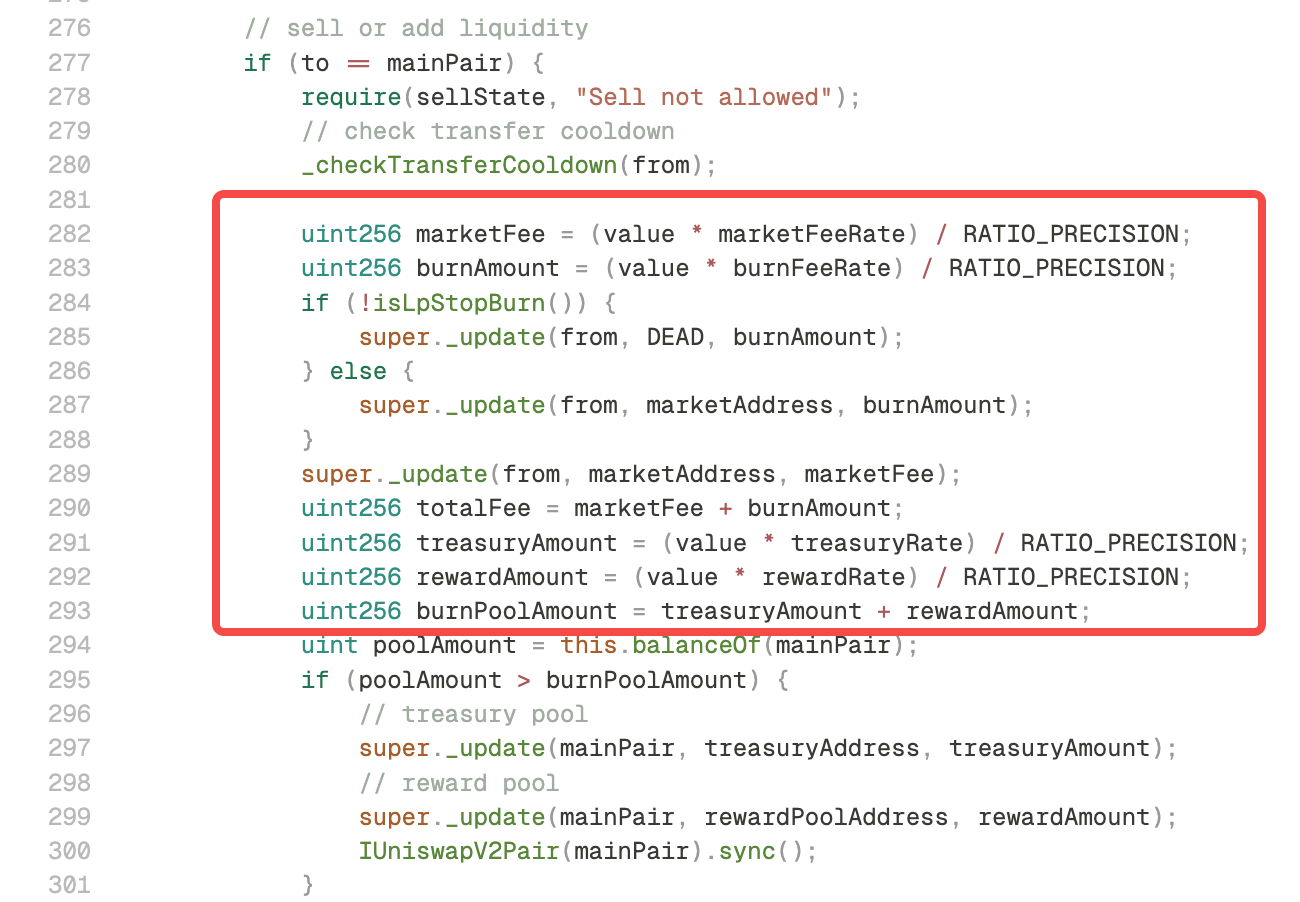 276 // sell or add liquidity
277 if (to == mainPair) {
278 require(sellState, "Sell not allowed");
279 // check transfer cooldown
280 _checkTransferCooldown(from);
281
282 uint256 marketFee = (value * marketFeeRate) / RATIO_PRECISION;
283 uint256 burnAmount = (value * burnFeeRate) / RATIO_PRECISION;
284 if (!isLpStopBurn()) {
285 super._update(from, DEAD, burnAmount);
286 } else {
287 super._update(from, marketAddress, burnAmount);
288 }
289 super._update(from, marketAddress, marketFee);
290 uint256 totalFee = marketFee + burnAmount;
291 uint256 treasuryAmount = (value * treasuryRate) / RATIO_PRECISION;
292 uint256 rewardAmount = (value * rewardRate) / RATIO_PRECISION;
293 uint256 burnPoolAmount = treasuryAmount + rewardAmount;
294 uint poolAmount = this.balanceOf(mainPair);
295 if (poolAmount > burnPoolAmount) {
296 // treasury pool
297 super._update(mainPair, treasuryAddress, treasuryAmount);
298 // reward pool
299 super._update(mainPair, rewardPoolAddress, rewardAmount);
300 IUniswapV2Pair(mainPair).sync();
301 }